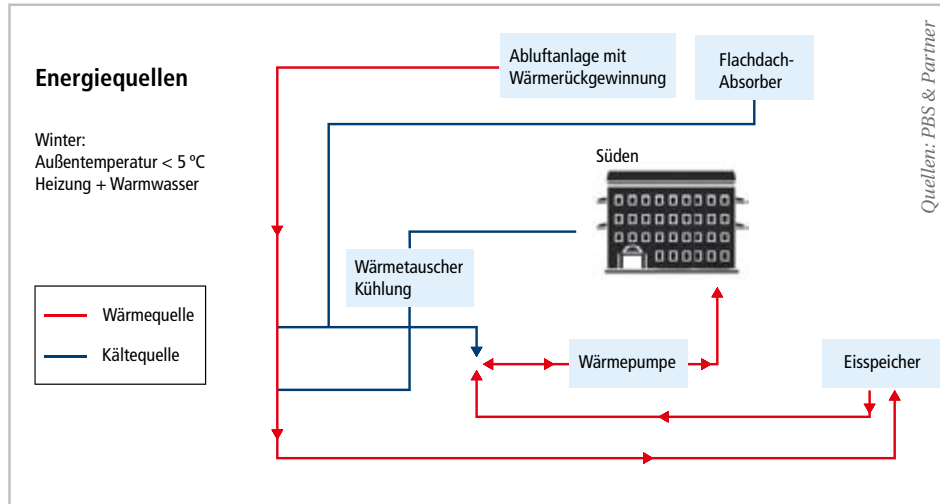 Energiequellen
Winter:
Außentemperatur < 5 ºC
Heizung + Warmwasser
Wärmequelle
Kältequelle
Abluftanlage mit
Wärmerückgewinnung
Flachdach-
Absorber
Süden
Wärmetauscher
Kühlung
Wärmepumpe
Eisspeicher
Quellen: PBS & Partner